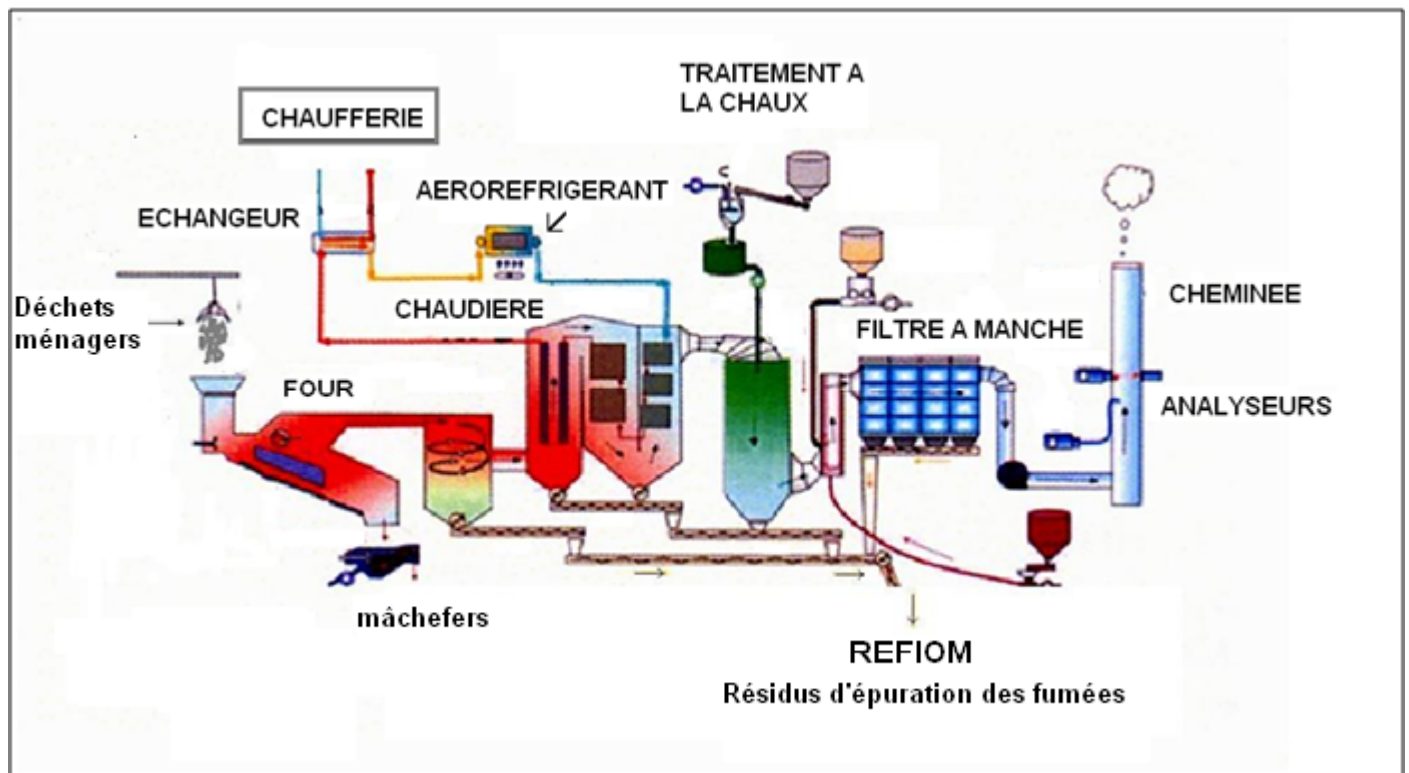 TRAITEMENT A
LA CHAUX
CHAUFFERIE
AEROREFRIGERANT
ECHANGEUR
Déchets
ménagers
CHAUDIERE
CHEMINEE
FILTRE A MANCHE
FOUR
ANALYSEURS
mâchefers
REFIOM
Résidus d'épuration des fumées